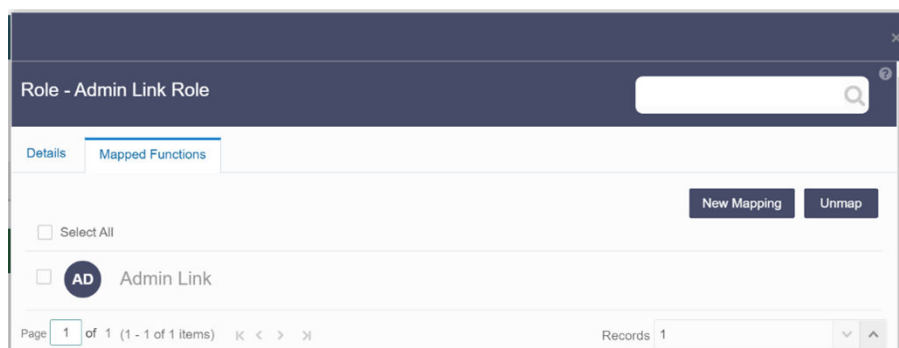 Role - Admin Link Role
Details Mapped Functions
New Mapping Unmap
Select All
AD Admin Link
Page 1 of 1 (1 - 1 of 1 items) Records 1